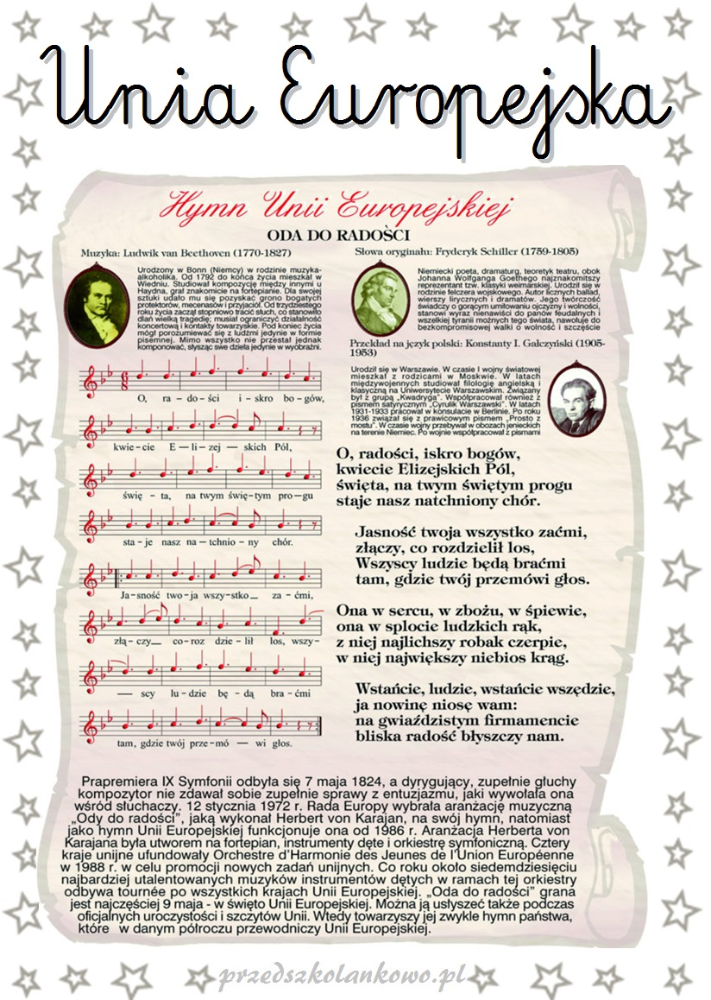 Unia Europejska
Hymn Unii Europejskiej
ODA DO RADOŚCI
Muzyka: Ludwik van Beethoven (1770-1827)
Urodzony w Bonn (Niemcy) w rodzinie muzyka-
alkoholika. Od 1792 do końca życia mieszkał w
Wiedniu. Studiował kompozycję między innymi u
Haydna, grał znakomicie na fortepianie. Dla swojej
sztuki udało mu się pozyskać grono bogatych
protektorów, mecenasów i przyjaciół. Od trzydziestego
roku życia zaczął stopniowo tracić słuch, co stanowiło
dlań wielką tragedię; musiał ograniczyć działalność
koncertową i kontakty towarzyskie. Pod koniec życia
mógł porozumiewać się z ludźmi jedynie w formie
pisemnej. Mimo wszystko nie przestał jednak
komponować, słysząc swe dzieła jedynie w wyobraźni.
Słowa oryginału: Fryderyk Schiller (1759-1805)
Niemiecki poeta, dramaturg, teoretyk teatru, obok
Johanna Wolfganga Goethego najznakomitszy
reprezentant tzw. klasyki weimarskiej. Urodził się w
rodzinie felczera wojskowego. Autor licznych ballad,
wierszy lirycznych i dramatów. Jego twórczość
świadczy o gorącym umiłowaniu ojczyzny i wolności,
stanowi wyraz nienawiści do panów feudalnych i
wszelkiej tyranii możnych tego świata, nawołuje do
bezkompromisowej walki o wolność i szczęście
Przekład na język polski: Konstanty I. Gałczyński (1905-
1953)
Urodził się w Warszawie. W czasie I wojny światowej
mieszkał z rodzicami w Moskwie. W latach
międzywojennych studiował filologię angielską i
klasyczną na Uniwersytecie Warszawskim. Związany
był z grupą „Kwadryga”. Współpracował również z
pismem satyrycznym „Cyrulik Warszawski”. W latach
1931-1933 pracował w konsulacie w Berlinie. Po roku
1936 związał się z prawicowym pismem „Prosto z
mostu”. W czasie wojny przebywał w obozach jenieckich
na terenie Niemiec. Po wojnie współpracował z pismami
6
8
O, ra - do - ści i - skro bo - gów,
kwie - cie E - li - zej - skich Pól,
świę - ta, na twym świę - tym pro - gu
sta - je nasz na - tchnio - ny chór.
Ja - sność two - ja wszy - stko za - ćmi,
złą - czy co - roz dzie - lił los, wszy -
scy lu - dzie bę - dą bra - ćmi
tam, gdzie twój prze - mó - wi głos.
O, radości, iskro bogów,
kwiecie Elizejskich Pól,
święta, na twym świętym progu
staje nasz natchniony chór.
Jasność twoja wszystko zaćmi,
złączy, co rozdzielił los,
Wszyscy ludzie będą braćmi
tam, gdzie twój przemówi głos.
Ona w sercu, w zbożu, w śpiewie,
ona w splocie ludzkich rąk,
z niej najlichszy robak czerpie,
w niej największy niebios krąg.
Wstańcie, ludzie, wstańcie wszędzie,
ja nowinę niosę wam:
na gwiaździstym firmamencie
bliska radość błyszczy nam.
Prapremiera IX Symfonii odbyła się 7 maja 1824, a dyrygujący, zupełnie głuchy
kompozytor nie zdawał sobie zupełnie sprawy z entuzjazmu, jaki wywołała ona
wśród słuchaczy. 12 stycznia 1972 r. Rada Europy wybrała aranżację muzyczną
„Ody do radości”, jaką wykonał Herbert von Karajan, na swój hymn, natomiast
jako hymn Unii Europejskiej funkcjonuje ona od 1986 r. Aranżacja Herberta von
Karajana była utworem na fortepian, instrumenty dęte i orkiestrę symfoniczną. Cztery
kraje unijne ufundowały Orchestre d'Harmonie des Jeunes de l'Union Européenne
w 1988 r. w celu promocji nowych zadań unijnych. Co roku około siedemdziesięciu
najbardziej utalentowanych muzyków instrumentów dętych w ramach tej orkiestry
odbywa tournée po wszystkich krajach Unii Europejskiej. „Oda do radości” grana
jest najczęściej 9 maja - w święto Unii Europejskiej. Można ją usłyszeć także podczas
oficjalnych uroczystości i szczytów Unii. Wtedy towarzyszy jej zwykle hymn państwa,
które w danym półroczu przewodniczy Unii Europejskiej.
przedszkolankowo.pl